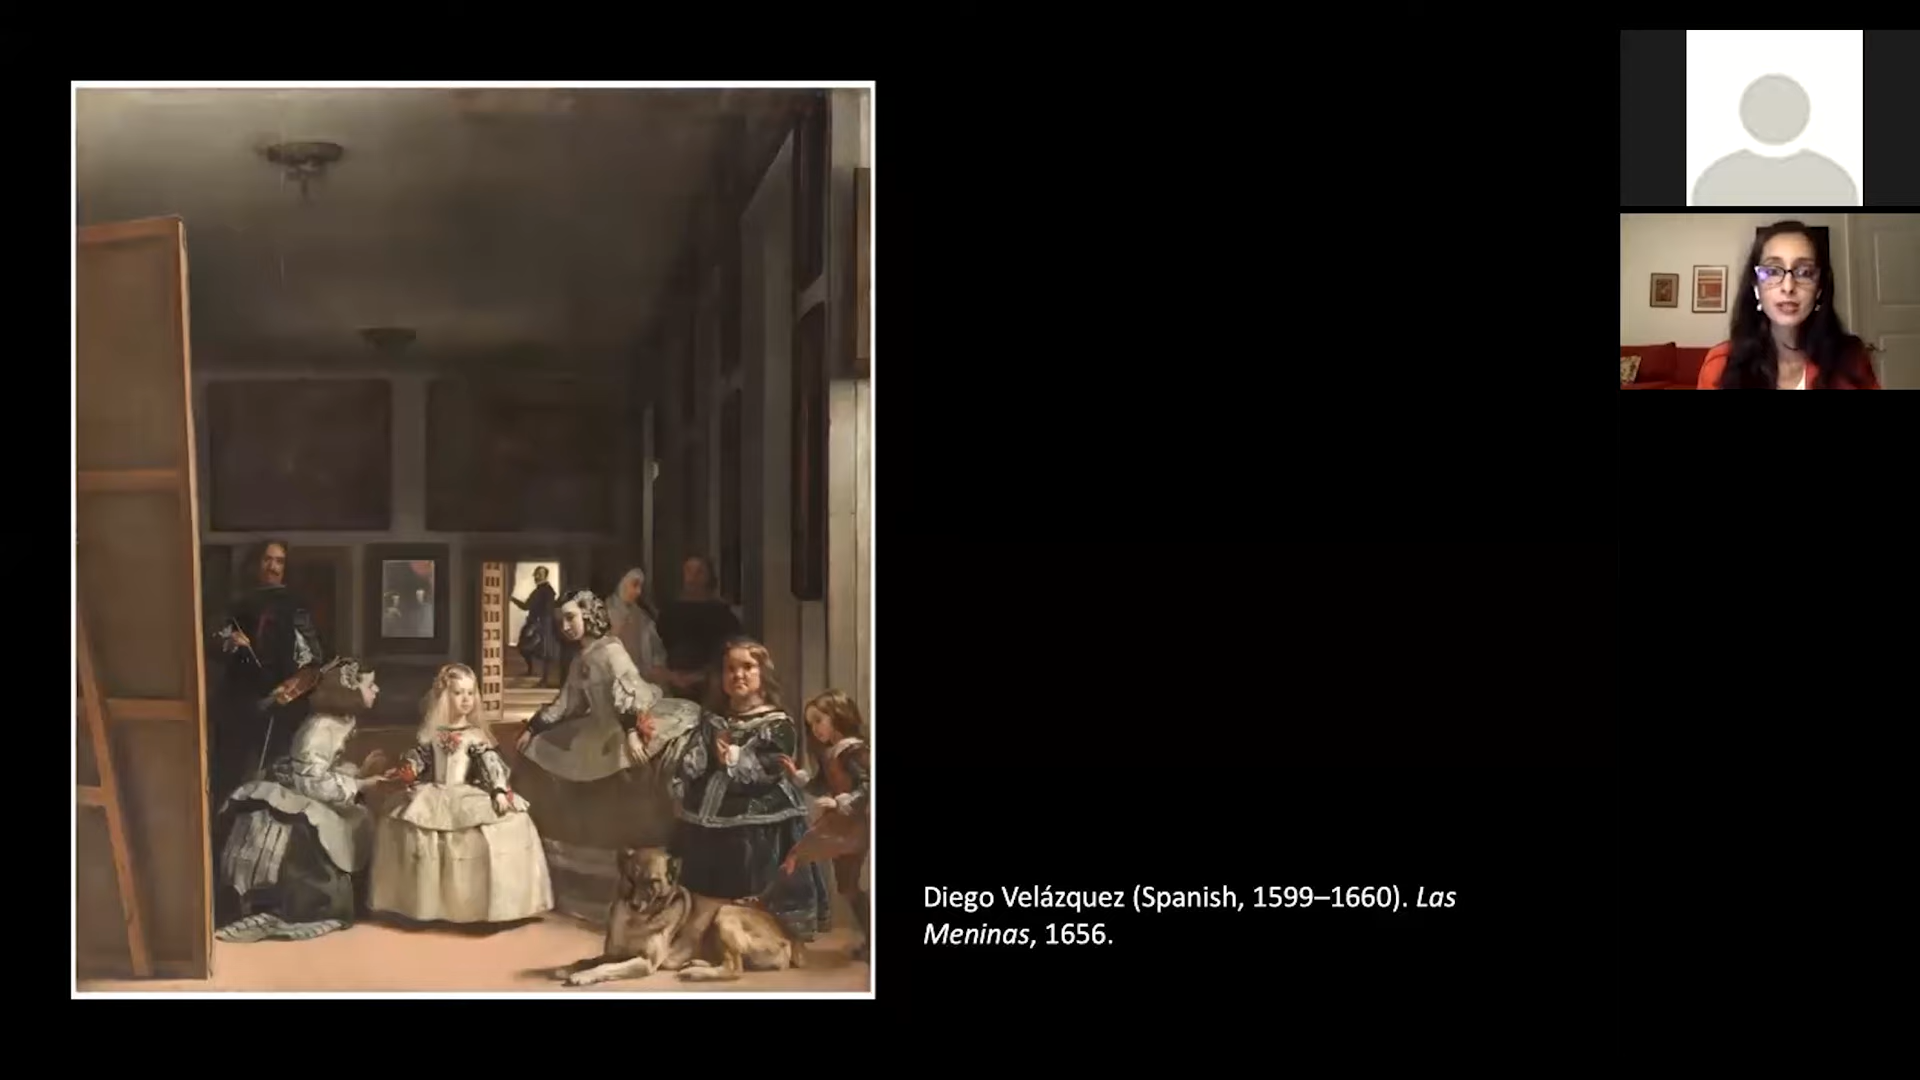 Diego Velázquez (Spanish, 1599–1660). Las
Meninas, 1656.